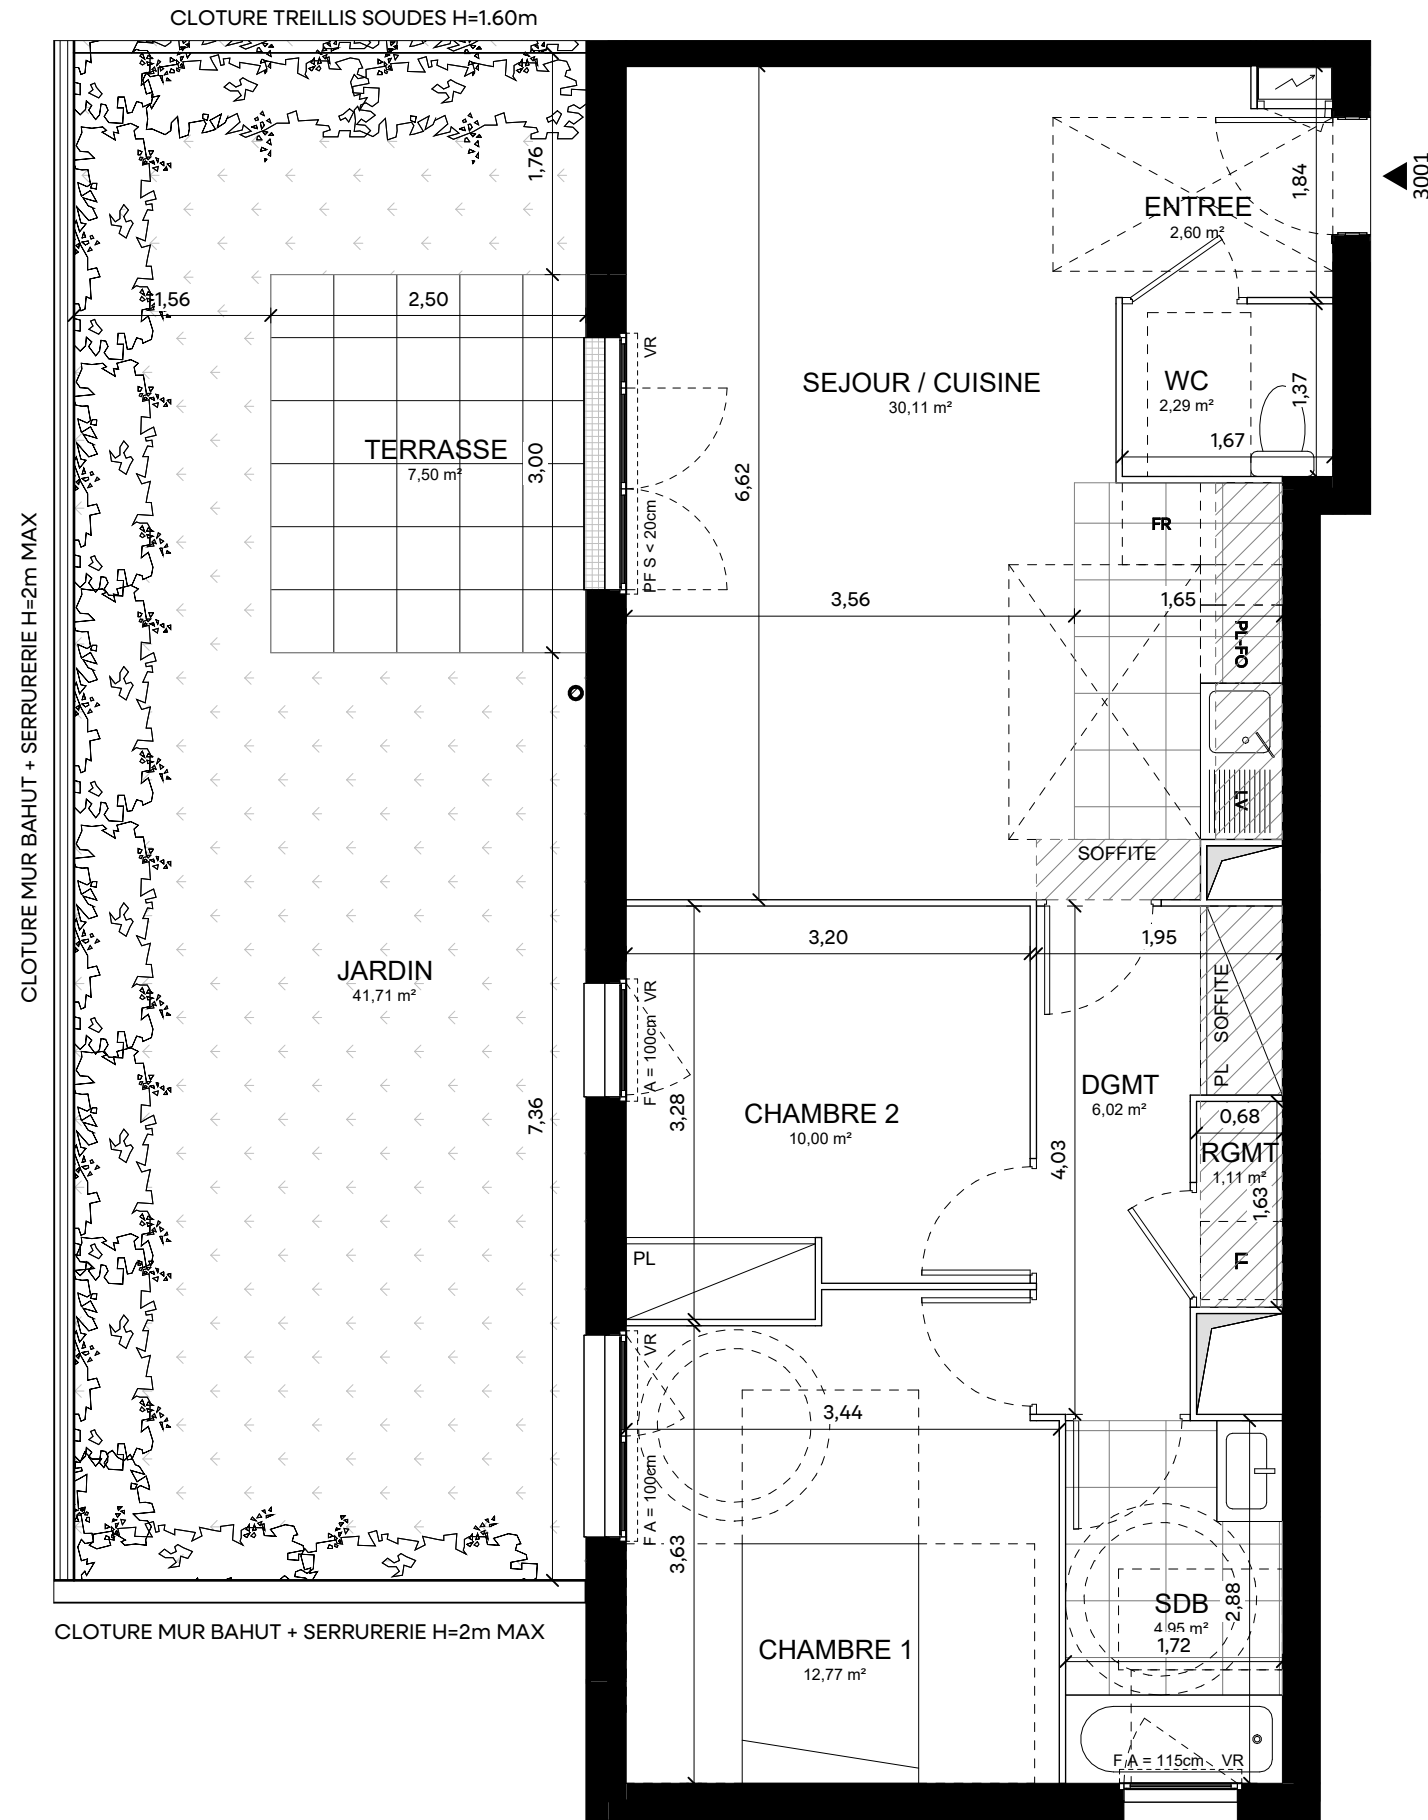 CLOTURE TREILLIS SOUDES H=1.60m
1,76
1,84
3001
ENTREE
2,60 m²
1,56
2,50
VR
SEJOUR / CUISINE
30,11 m²
WC
2,29 m²
1,37
1,67
TERRASSE
7,50 m²
3,00
6,62
PF S < 20cm
FR
3,56
1,65
PL-FO
CLOTURE MUR BAHUT + SERRURERIE H=2m MAX
LV
SOFFITE
3,20
1,95
JARDIN
41,71 m²
VR
F A = 100cm
PL SOFFITE
DGMT
6,02 m²
CHAMBRE 2
10,00 m²
3,28
7,36
0,68
RGMT
1,11 m²
4,03
1,63
PL
LL
VR
3,44
F A = 100cm
3,63
SDB
4,95 m²
2,88
1,72
CLOTURE MUR BAHUT + SERRURERIE H=2m MAX
CHAMBRE 1
12,77 m²
F A = 115cm VR